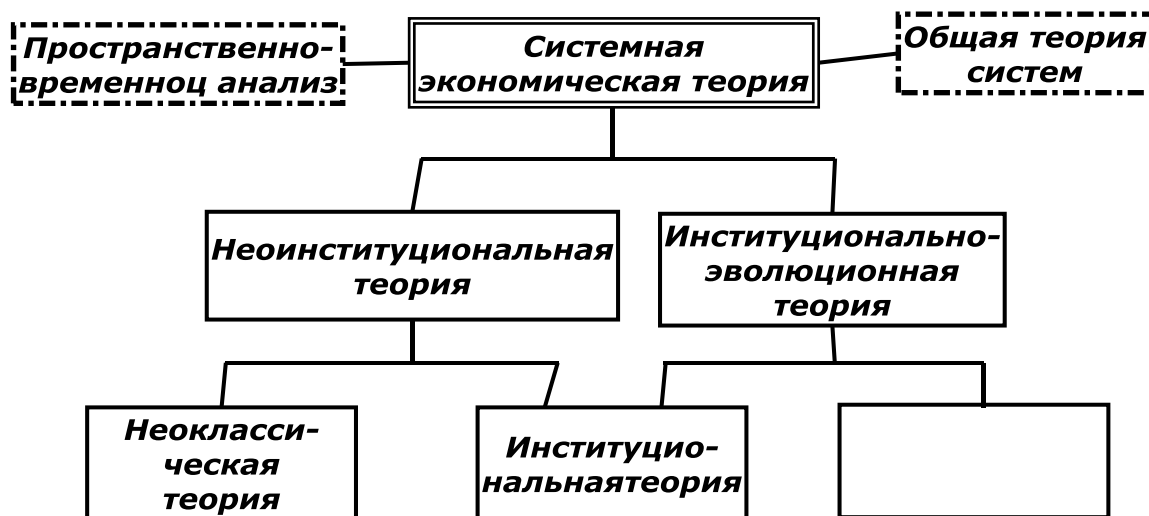 Пространственно-
временноц анализ
Системная
экономическая теория
Общая теория
систем
Неоинституциональная
теория
Институционально-
эволюционная
теория
Неокласси-
ческая
теория
Институцио-
нальнаятеория